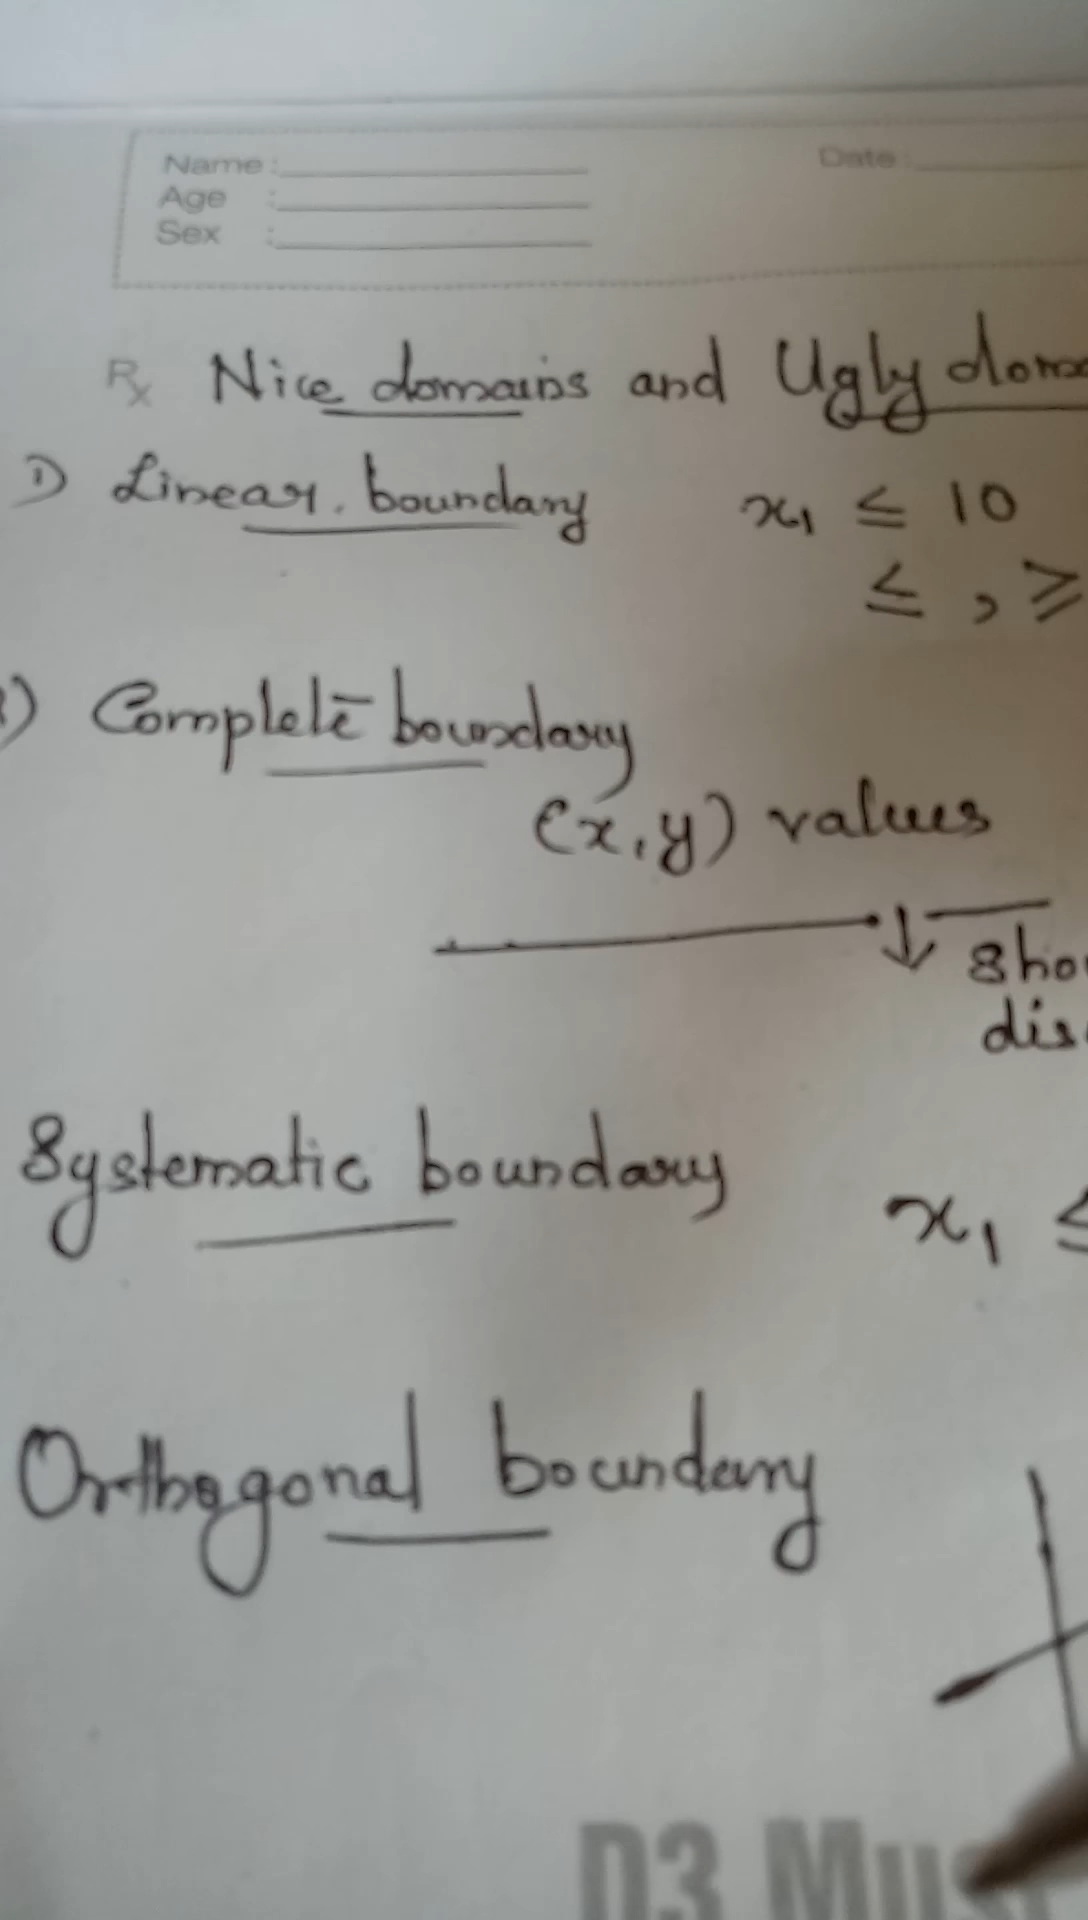 Name :
Date :
Age :
Sex :
Rx Nice domains and Ugly
1) Linear boundary x₁ ≤ 10
≤ , ≥
) Complete boundary
(x, y) values
Systematic boundary x₁ ≤
Orthogonal boundary
D3